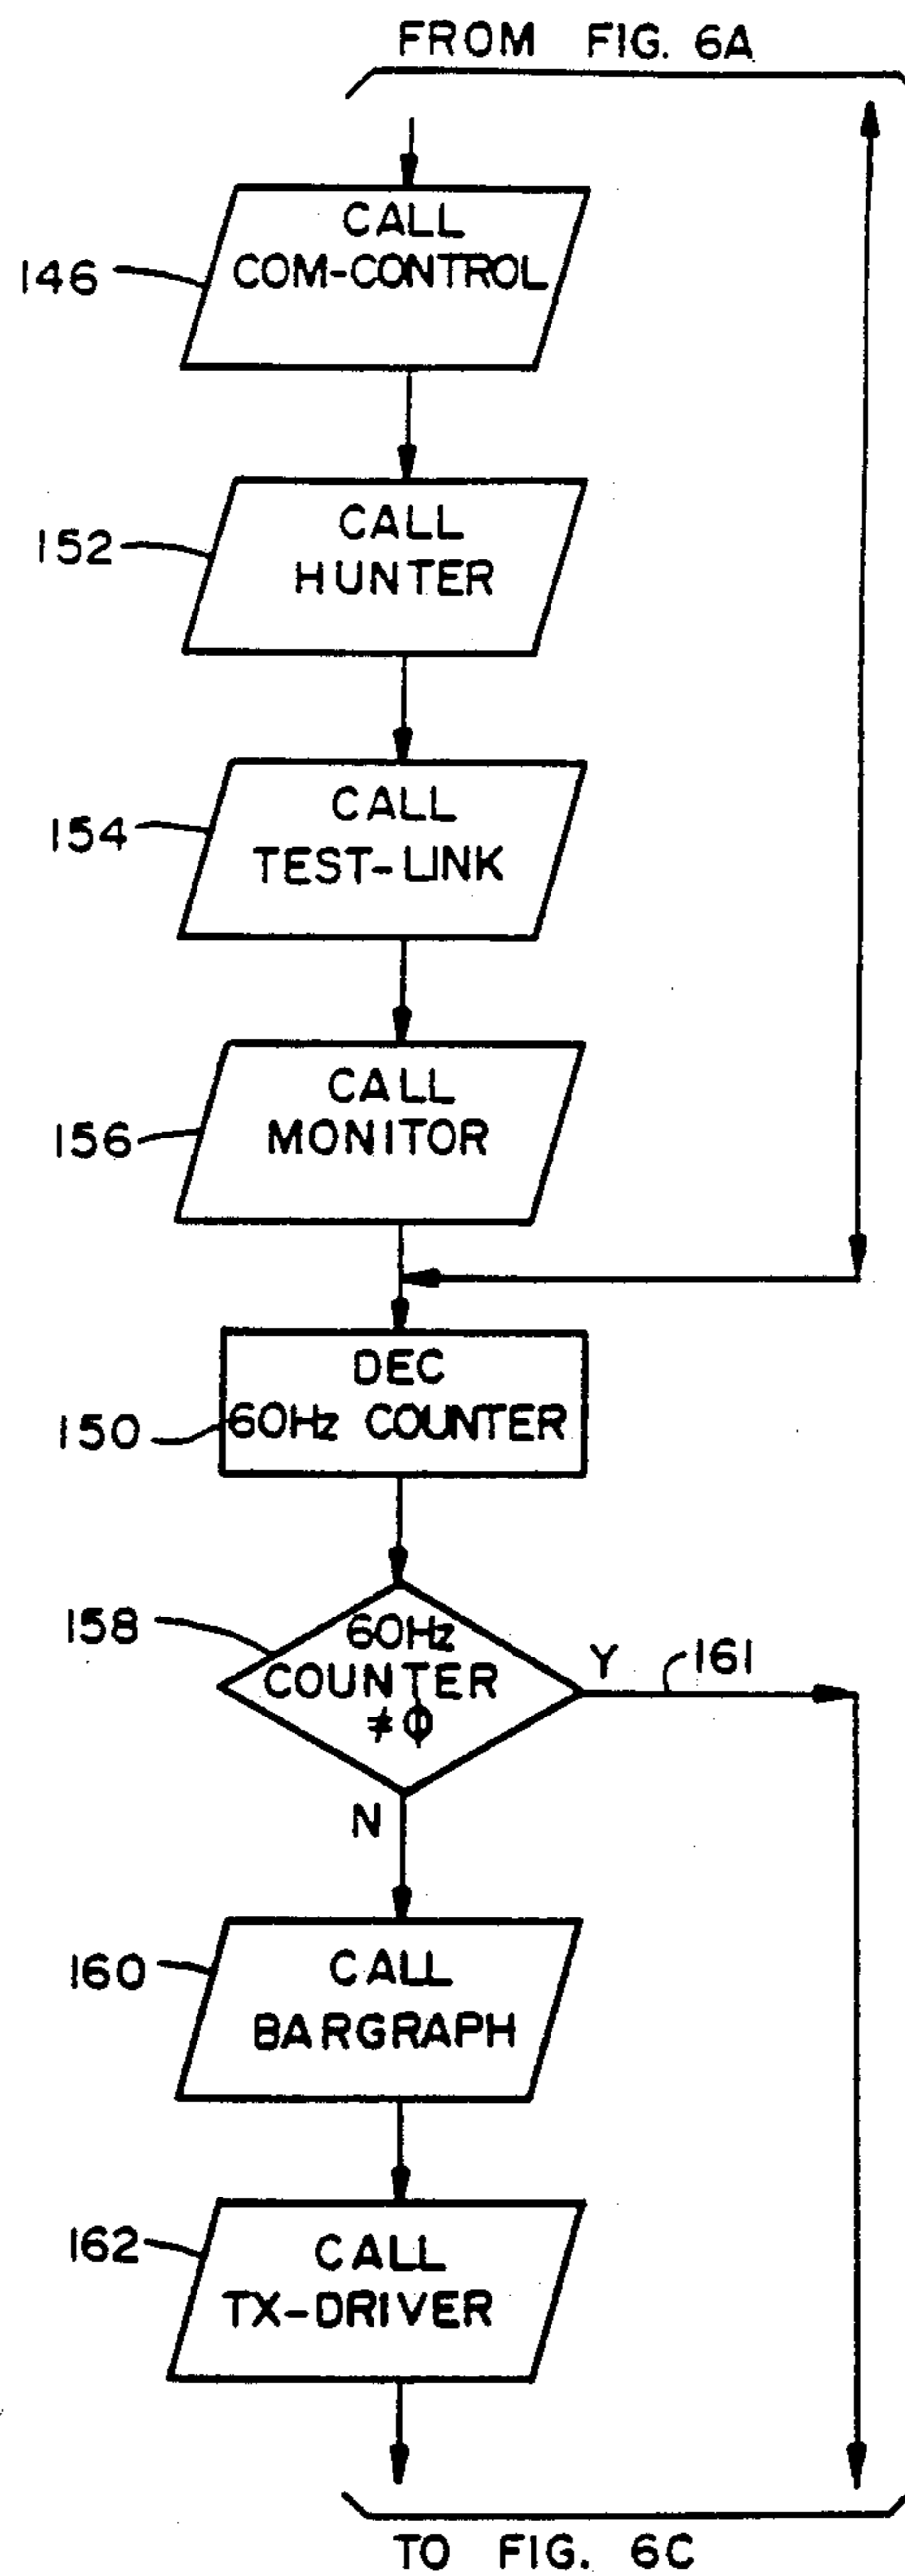 FROM FIG. 6A
CALL
COM-CONTROL
146
CALL
HUNTER
152
CALL
TEST-LINK
154
CALL
MONITOR
156
DEC
60Hz COUNTER
150
158
60Hz
COUNTER
≠ Φ
Y
161
N
CALL
BARGRAPH
160
CALL
TX-DRIVER
162
TO FIG. 6C